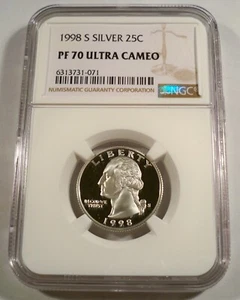 1998 S SILVER 25C
PF 70 ULTRA CAMEO
6313731-071
NUMISMATIC GUARANTY CORPORATION
NGC
LIBERTY
IN GOD WE TRUST
S
1998